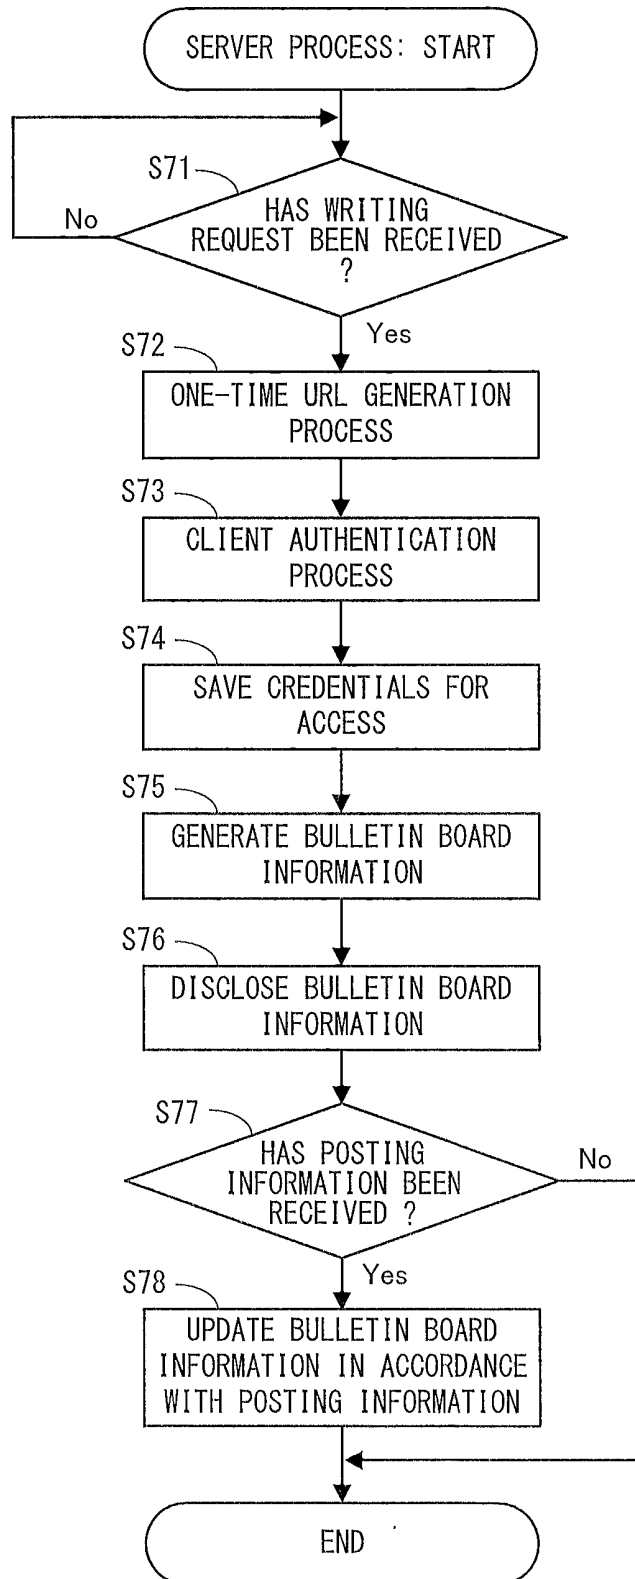 SERVER PROCESS: START
S71
HAS WRITING
REQUEST BEEN RECEIVED
?
No
Yes
S72
ONE-TIME URL GENERATION
PROCESS
S73
CLIENT AUTHENTICATION
PROCESS
S74
SAVE CREDENTIALS FOR
ACCESS
S75
GENERATE BULLETIN BOARD
INFORMATION
S76
DISCLOSE BULLETIN BOARD
INFORMATION
S77
HAS POSTING
INFORMATION BEEN
RECEIVED ?
No
Yes
S78
UPDATE BULLETIN BOARD
INFORMATION IN ACCORDANCE
WITH POSTING INFORMATION
END